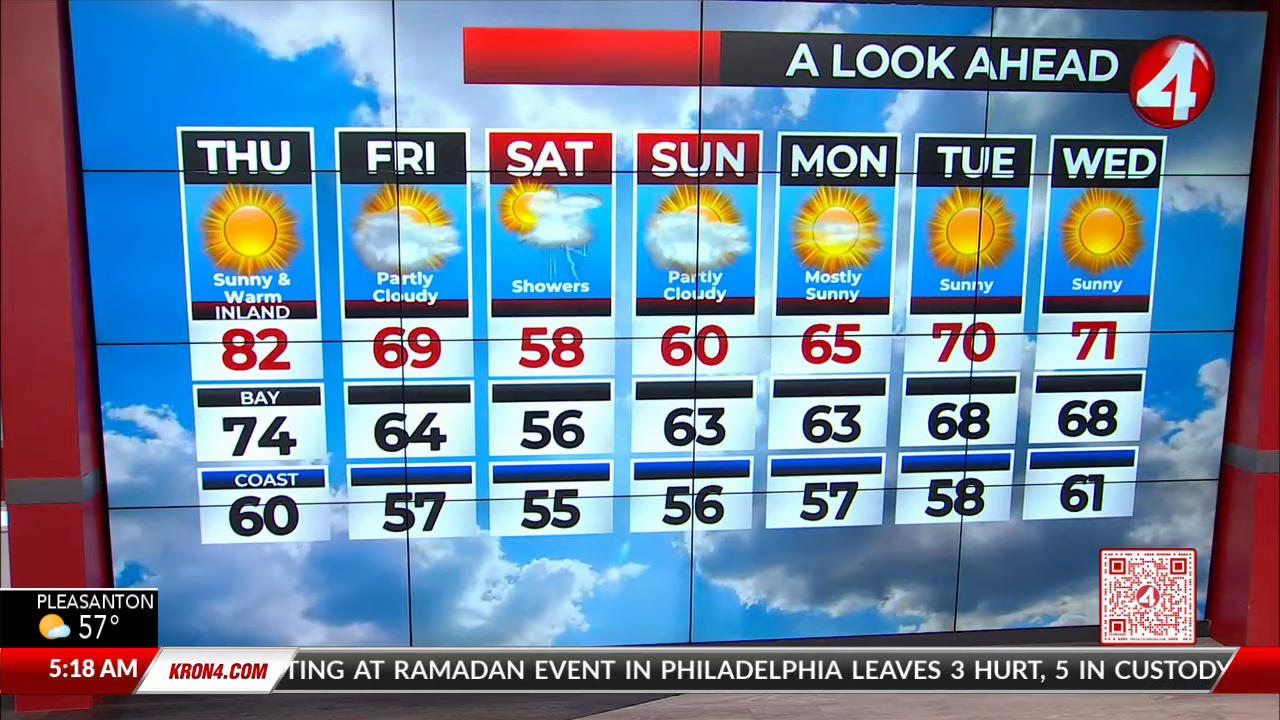 A LOOK AHEAD
4
THU FRI SAT SUN MON TUE WED
Sunny & Warm
Partly Cloudy
Showers
Partly Cloudy
Mostly Sunny
Sunny
Sunny
INLAND
82 69 58 60 65 70 71
BAY
74 64 56 63 63 68 68
COAST
60 57 55 56 57 58 61
4
PLEASANTON
57°
5:18 AM
KRON4.COM
TING AT RAMADAN EVENT IN PHILADELPHIA LEAVES 3 HURT, 5 IN CUSTODY